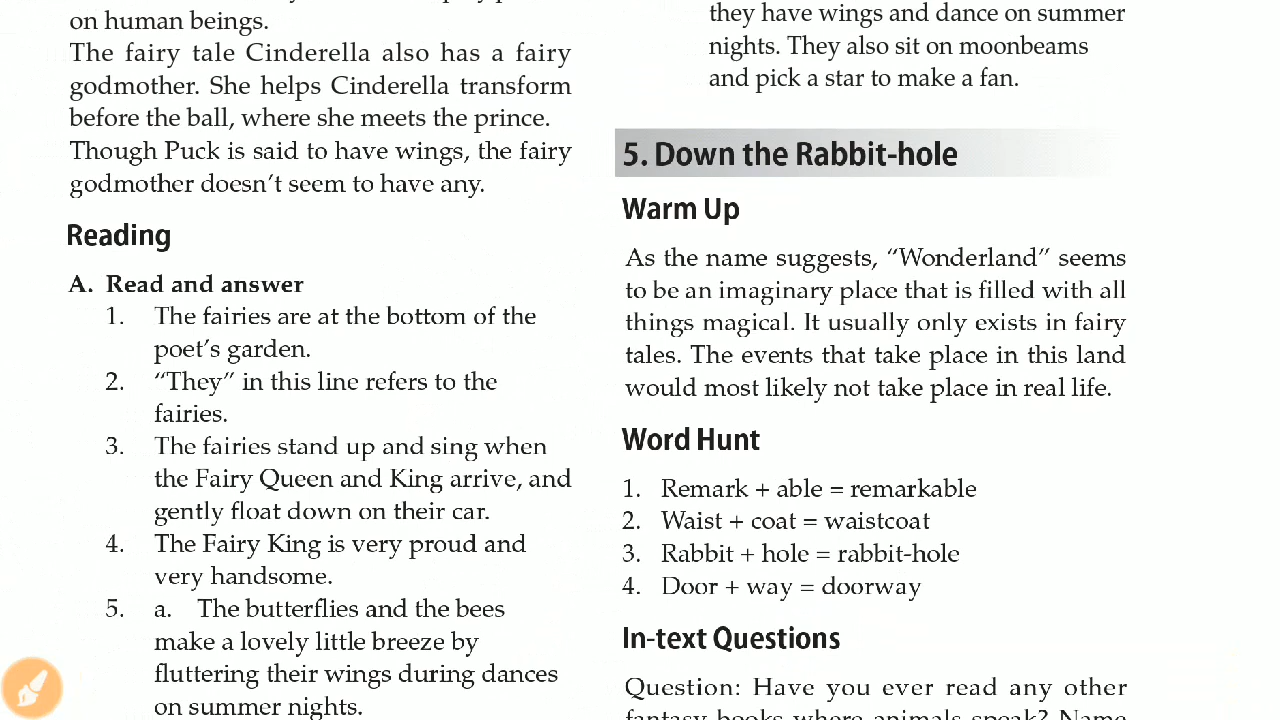 on human beings.
The fairy tale Cinderella also has a fairy
godmother. She helps Cinderella transform
before the ball, where she meets the prince.
Though Puck is said to have wings, the fairy
godmother doesn't seem to have any.
Reading
A. Read and answer
1. The fairies are at the bottom of the
poet's garden.
2. "They" in this line refers to the
fairies.
3. The fairies stand up and sing when
the Fairy Queen and King arrive, and
gently float down on their car.
4. The Fairy King is very proud and
very handsome.
5. a. The butterflies and the bees
make a lovely little breeze by
fluttering their wings during dances
on summer nights.
they have wings and dance on summer
nights. They also sit on moonbeams
and pick a star to make a fan.
5. Down the Rabbit-hole
Warm Up
As the name suggests, "Wonderland" seems
to be an imaginary place that is filled with all
things magical. It usually only exists in fairy
tales. The events that take place in this land
would most likely not take place in real life.
Word Hunt
1. Remark + able = remarkable
2. Waist + coat = waistcoat
3. Rabbit + hole = rabbit-hole
4. Door + way = doorway
In-text Questions
Question: Have you ever read any other
fantasy books where animals speak? Name